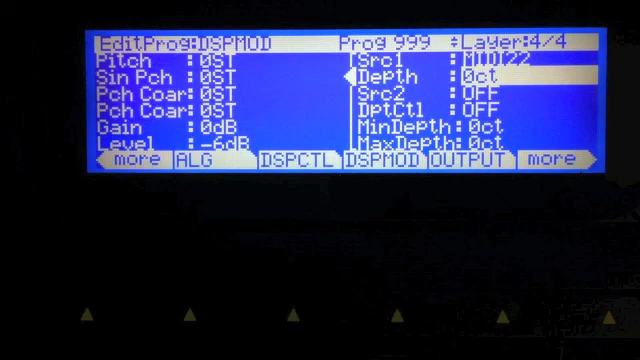 EditProg:DSPMOD Prog 999 Layer:4/4
Pitch :0ST Src1 :MIDI22
Sin Pch :0ST Depth :0ct
Pch Coar:0ST Src2 :OFF
Pch Coar:0ST DptCtl :OFF
Gain :0dB MinDepth:0ct
Level :-6dB MaxDepth:0ct
more ALG DSPCTL DSPMOD OUTPUT more